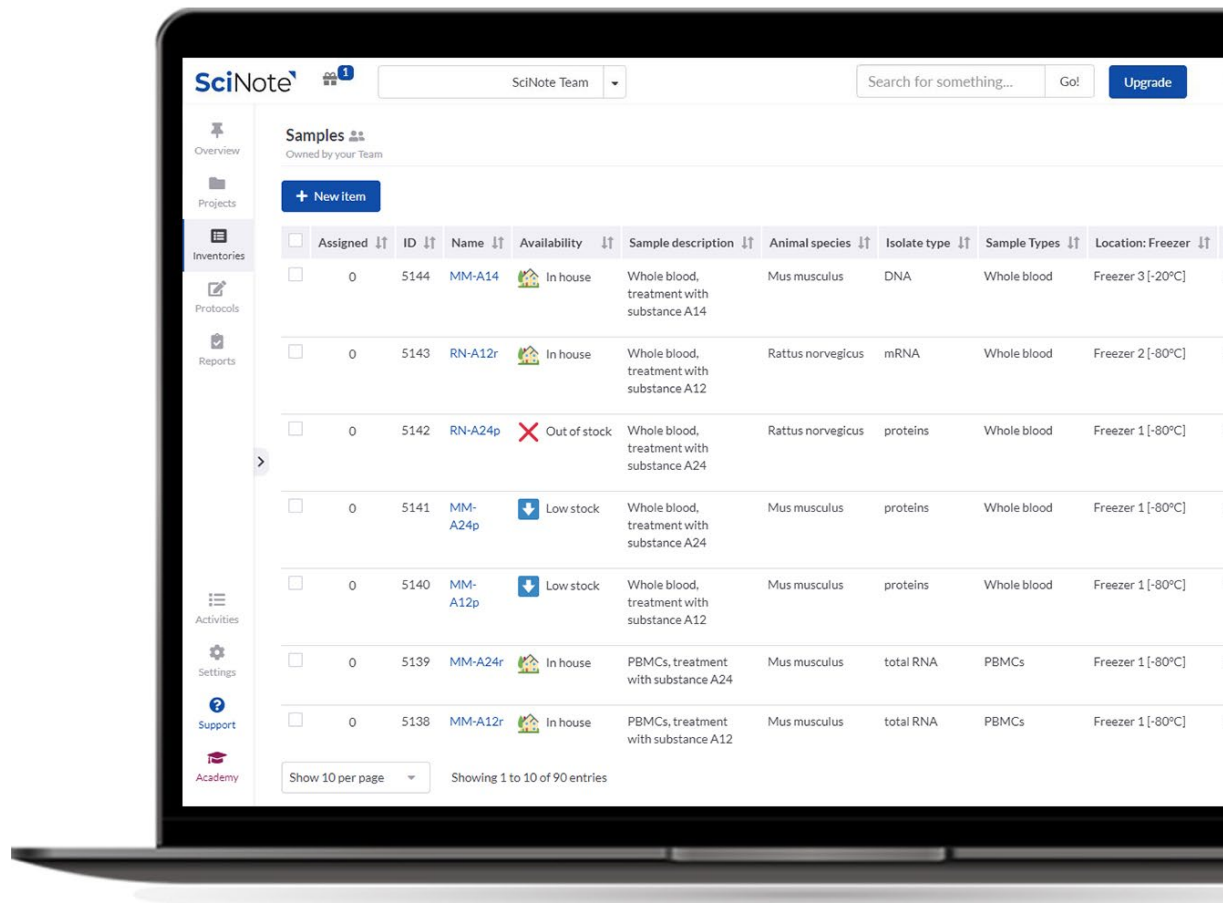 SciNote
1
SciNote Team
Search for something...
Go!
Upgrade
Overview
Projects
Inventories
Protocols
Reports
Activities
Settings
Support
Academy
Samples
Owned by your Team
+ New item
Assigned ID Name Availability Sample description Animal species Isolate type Sample Types Location: Freezer
0 5144 MM-A14 In house Whole blood, Mus musculus DNA Whole blood Freezer 3 [-20°C]
treatment with
substance A14
0 5143 RN-A12r In house Whole blood, Rattus norvegicus mRNA Whole blood Freezer 2 [-80°C]
treatment with
substance A12
0 5142 RN-A24p Out of stock Whole blood, Rattus norvegicus proteins Whole blood Freezer 1 [-80°C]
treatment with
substance A24
0 5141 MM- Low stock Whole blood, Mus musculus proteins Whole blood Freezer 1 [-80°C]
A24p treatment with
substance A24
0 5140 MM- Low stock Whole blood, Mus musculus proteins Whole blood Freezer 1 [-80°C]
A12p treatment with
substance A12
0 5139 MM-A24r In house PBMCs, treatment Mus musculus total RNA PBMCs Freezer 1 [-80°C]
with substance A24
0 5138 MM-A12r In house PBMCs, treatment Mus musculus total RNA PBMCs Freezer 1 [-80°C]
with substance A12
Show 10 per page
Showing 1 to 10 of 90 entries